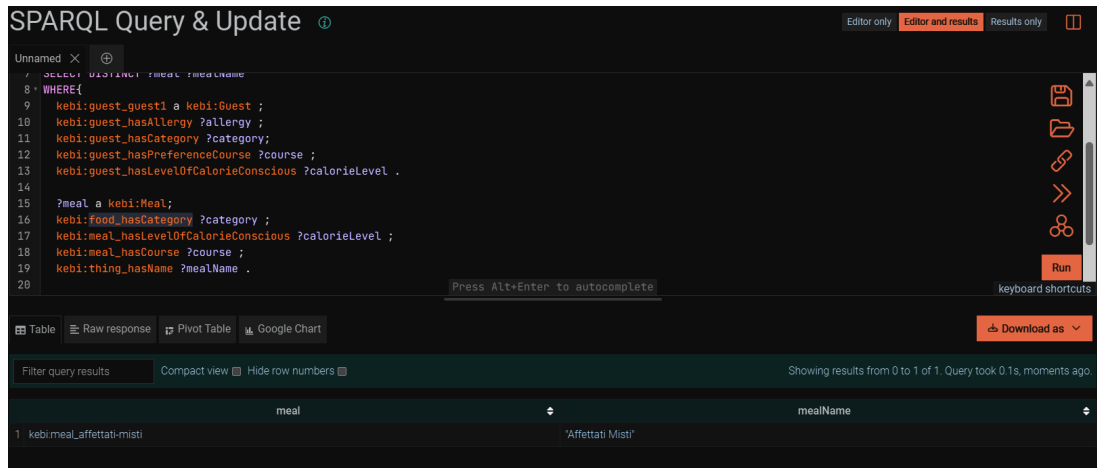 SPARQL Query & Update
Editor only Editor and results Results only
Unnamed
7 SELECT DISTINCT ?meal ?mealName
8 WHERE{
9 kebi:guest_guest1 a kebi:Guest ;
10 kebi:guest_hasAllergy ?allergy ;
11 kebi:guest_hasCategory ?category;
12 kebi:guest_hasPreferenceCourse ?course ;
13 kebi:guest_hasLevelOfCalorieConscious ?calorieLevel .
14
15 ?meal a kebi:Meal;
16 kebi:food_hasCategory ?category ;
17 kebi:meal_hasLevelOfCalorieConscious ?calorieLevel ;
18 kebi:meal_hasCourse ?course ;
19 kebi:thing_hasName ?mealName .
20
Run
Press Alt+Enter to autocomplete
keyboard shortcuts
Table Raw response Pivot Table Google Chart
Download as
Filter query results Compact view Hide row numbers Showing results from 0 to 1 of 1. Query took 0.1s, moments ago.
meal mealName
1 kebi:meal_affettati-misti "Affettati Misti"